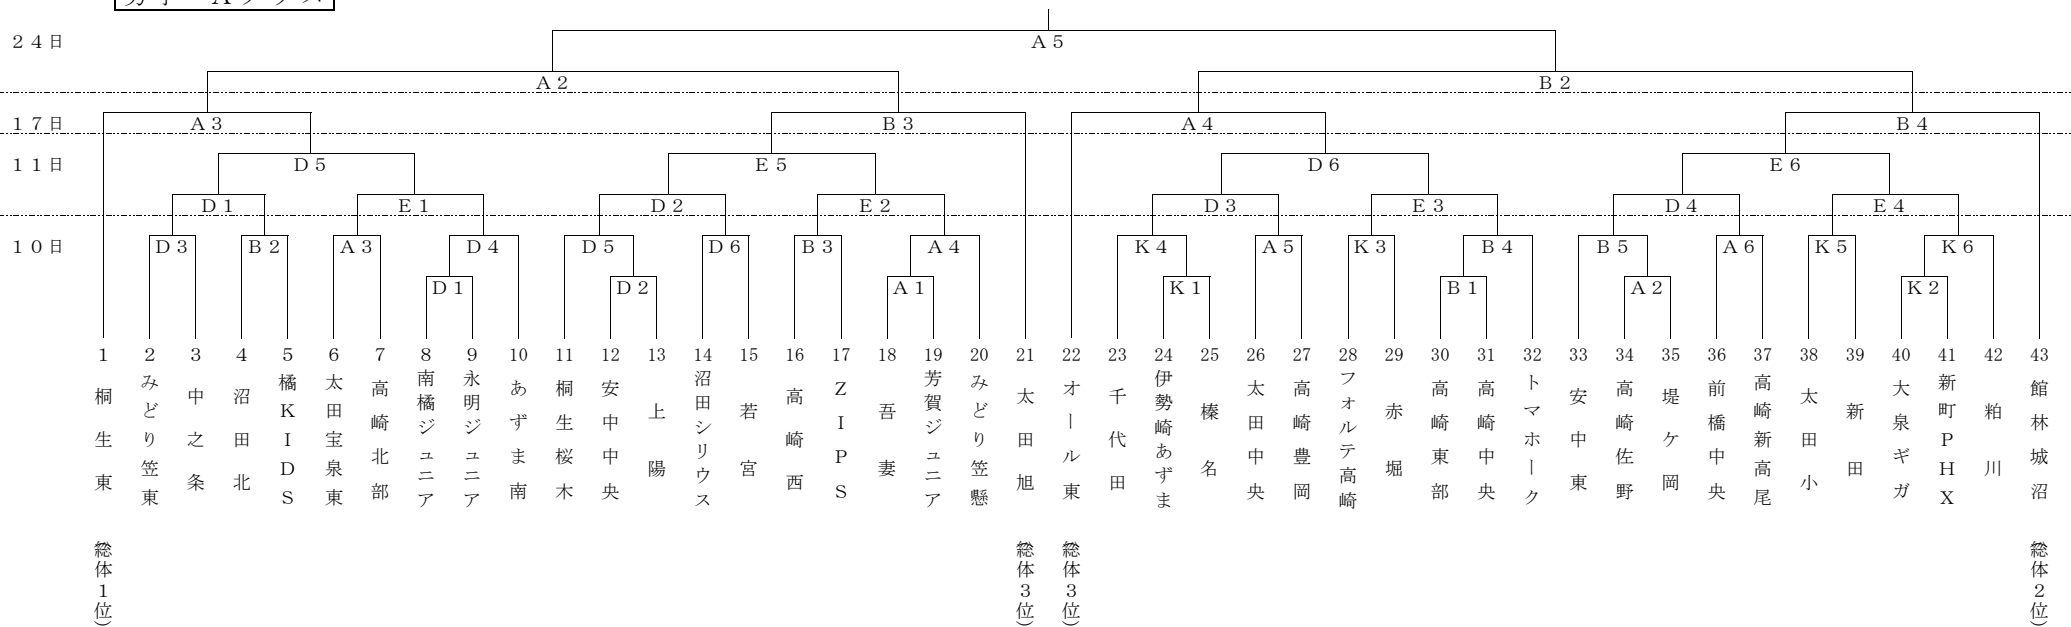 ２４日
Ａ５
Ａ２
Ｂ２
１７日
Ａ３
Ｂ３
Ａ４
Ｂ４
１１日
Ｄ５
Ｅ５
Ｄ６
Ｅ６
Ｄ１
Ｅ１
Ｄ２
Ｅ２
Ｄ３
Ｅ３
Ｄ４
Ｅ４
１０日
Ｄ３
Ｂ２
Ａ３
Ｄ４
Ｄ５
Ｄ６
Ｂ３
Ａ４
Ｋ４
Ａ５
Ｋ３
Ｂ４
Ｂ５
Ａ６
Ｋ５
Ｋ６
Ｄ１
Ｄ２
Ａ１
Ｋ１
Ｂ１
Ａ２
Ｋ２
1 桐生東 （総体１位）
2 みどり笠東
3 中之条
4 沼田北
5 橘ＫＩＤＳ
6 太田宝泉東
7 高崎北部
8 南橘ジュニア
9 永明ジュニア
10 あずま南
11 桐生桜木
12 安中中央
13 上陽
14 沼田シリウス
15 若宮
16 高崎西
17 ＺＩＰＳ
18 吾妻
19 芳賀ジュニア
20 みどり笠懸
21 太田旭 （総体３位）
22 オール東 （総体３位）
23 千代田
24 伊勢崎あずま
25 榛名
26 太田中央
27 高崎豊岡
28 フォルテ高崎
29 赤堀
30 高崎東部
31 高崎中央
32 トマホーク
33 安中東
34 高崎佐野
35 堤ケ岡
36 前橋中央
37 高崎新高尾
38 太田小
39 新田
40 大泉ギガ
41 新町ＰＨＸ
42 粕川
43 館林城沼 （総体２位）